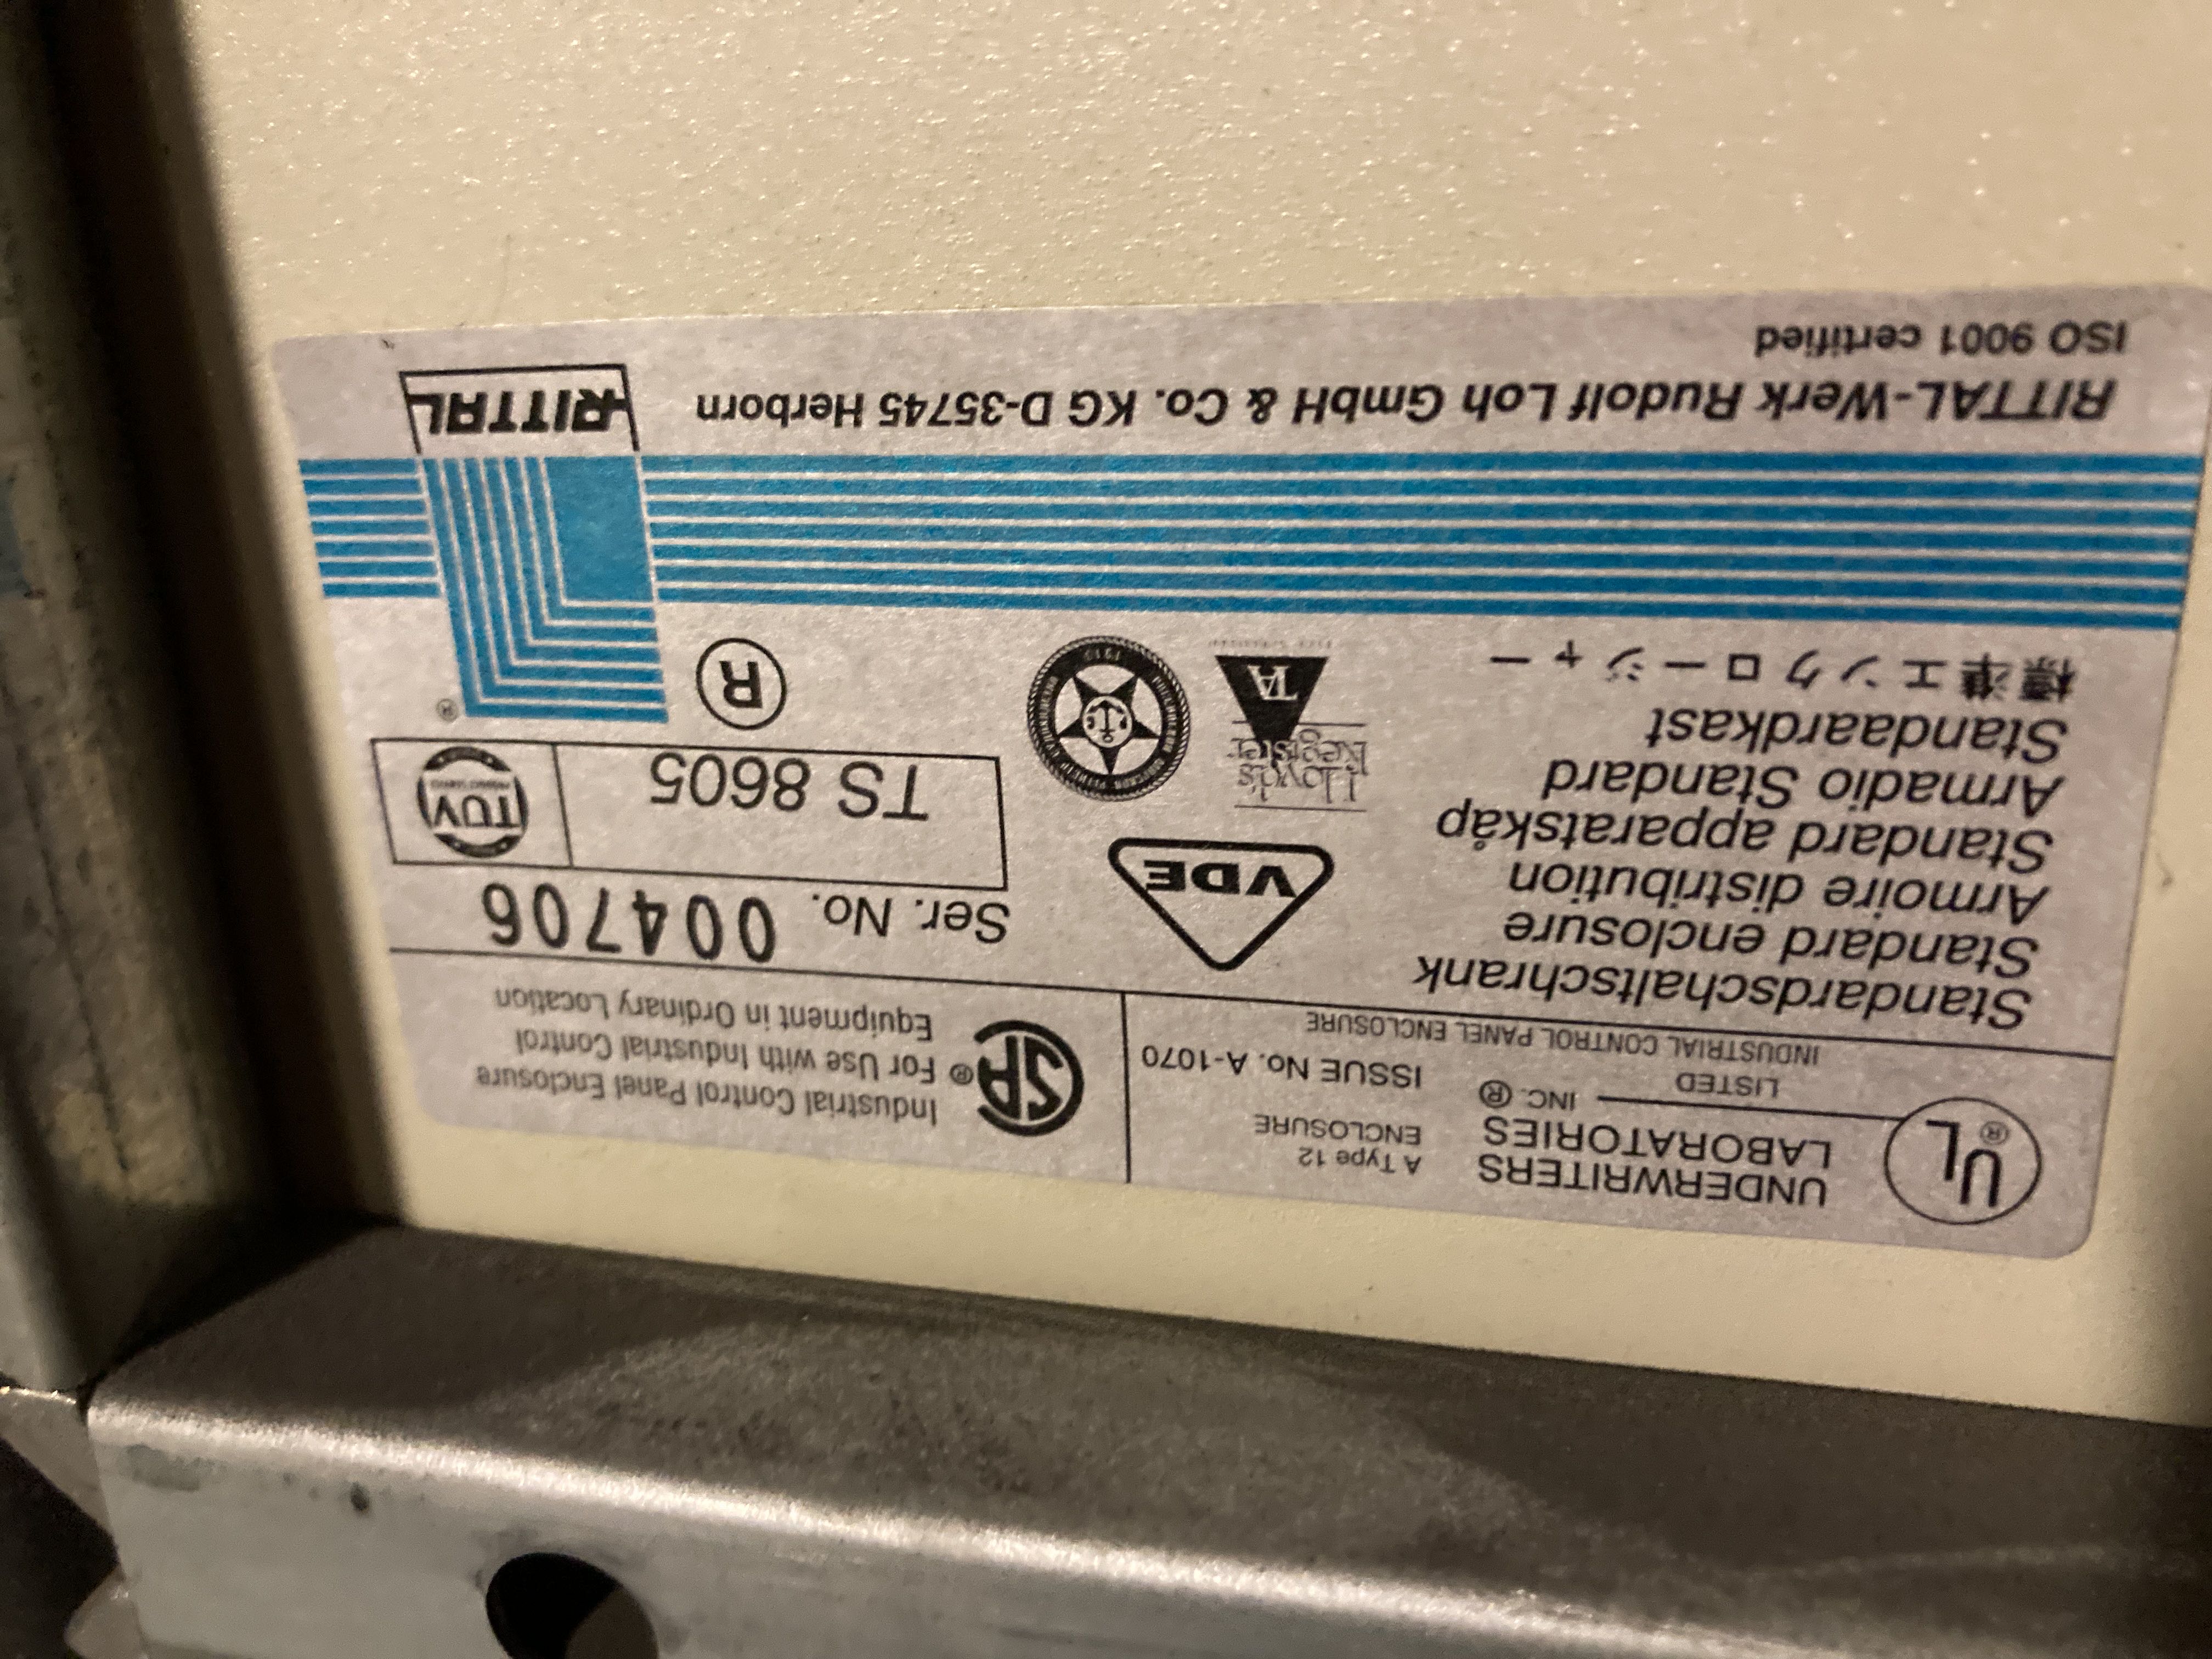 UL ®
UNDERWRITERS
LABORATORIES
INC. ®
LISTED
INDUSTRIAL CONTROL PANEL ENCLOSURE
A Type 12
ENCLOSURE
ISSUE No. A-1070
SA ®
Industrial Control Panel Enclosure
For Use with Industrial Control
Equipment in Ordinary Location
Standardschaltschrank
Standard enclosure
Armoire distribution
Standard apparatskåp
Armadio Standard
Standaardkast
標準エンクロージャー
VDE
Lloyd's
Register
TA
Ser. No. 004706
TS 8605
TÜV
R
®
RITTAL
RITTAL-Werk Rudolf Loh GmbH & Co. KG D-35745 Herborn
ISO 9001 certified